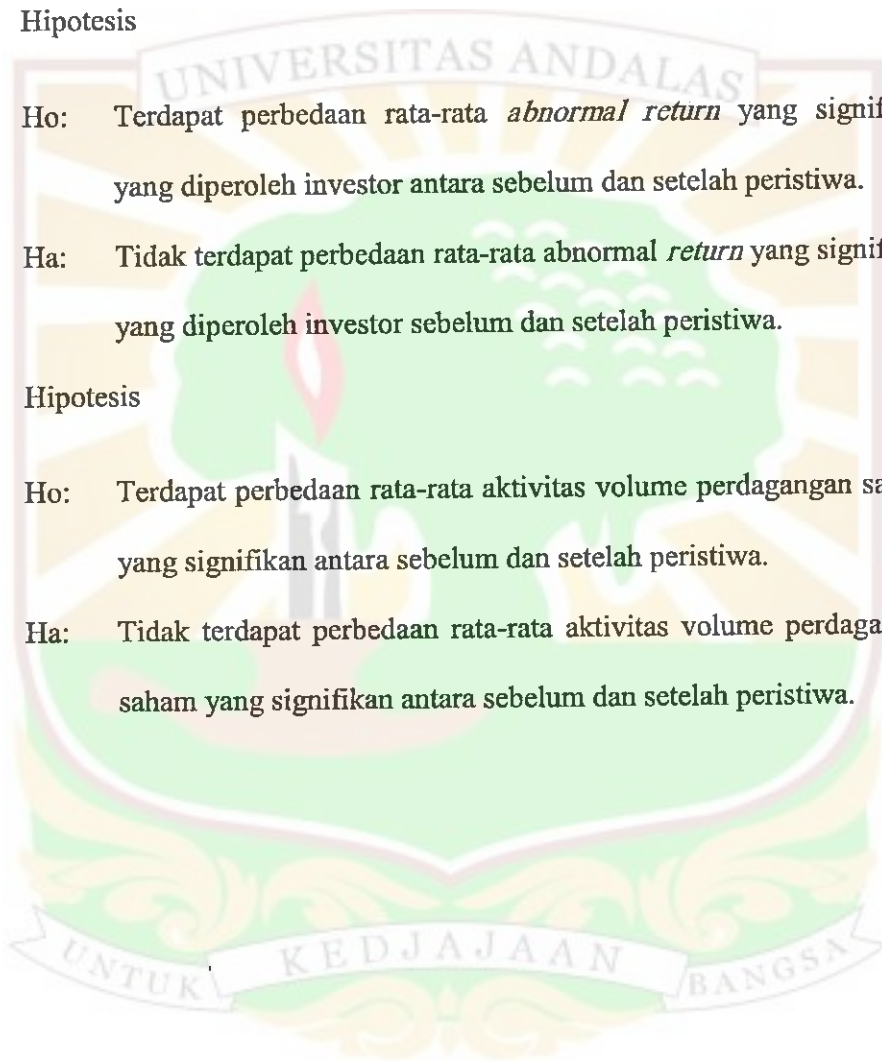 Hipotesis
UNIVERSITAS ANDALAS
Ho: Terdapat perbedaan rata-rata abnormal return yang signif
yang diperoleh investor antara sebelum dan setelah peristiwa.
Ha: Tidak terdapat perbedaan rata-rata abnormal return yang signif
yang diperoleh investor sebelum dan setelah peristiwa.
Hipotesis
Ho: Terdapat perbedaan rata-rata aktivitas volume perdagangan sa
yang signifikan antara sebelum dan setelah peristiwa.
Ha: Tidak terdapat perbedaan rata-rata aktivitas volume perdaga
saham yang signifikan antara sebelum dan setelah peristiwa.
UNTUK KEDJAJAAN BANGSA